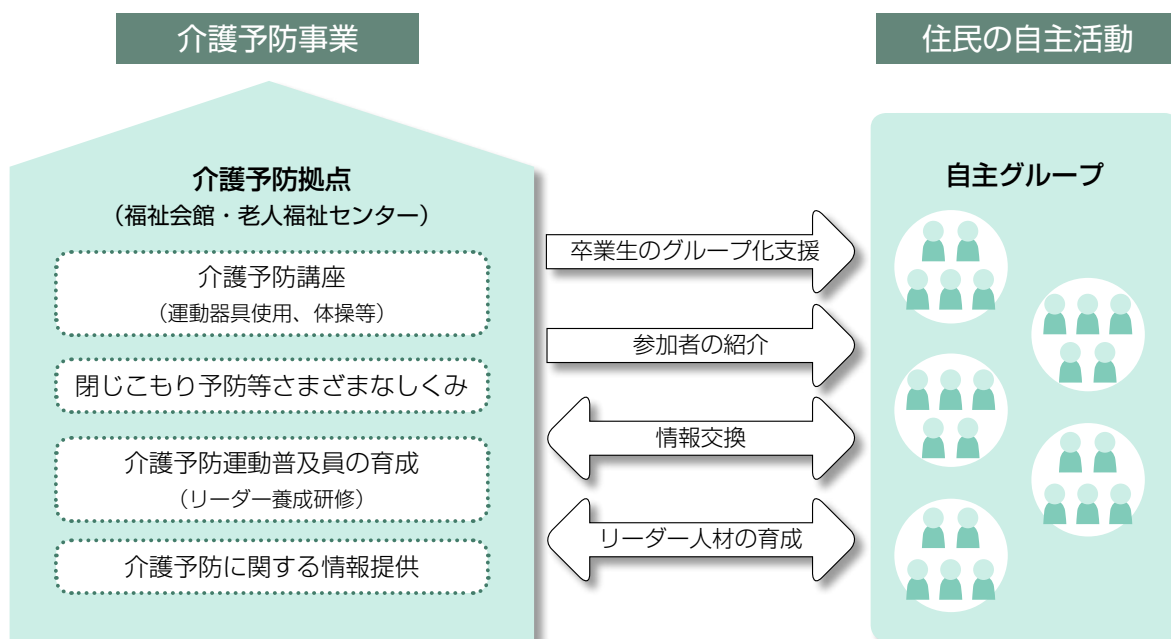 介護予防事業
住民の自主活動
介護予防拠点
（福祉会館・老人福祉センター）
介護予防講座
（運動器具使用、体操等）
閉じこもり予防等さまざまなしくみ
介護予防運動普及員の育成
（リーダー養成研修）
介護予防に関する情報提供
卒業生のグループ化支援
参加者の紹介
情報交換
リーダー人材の育成
自主グループ